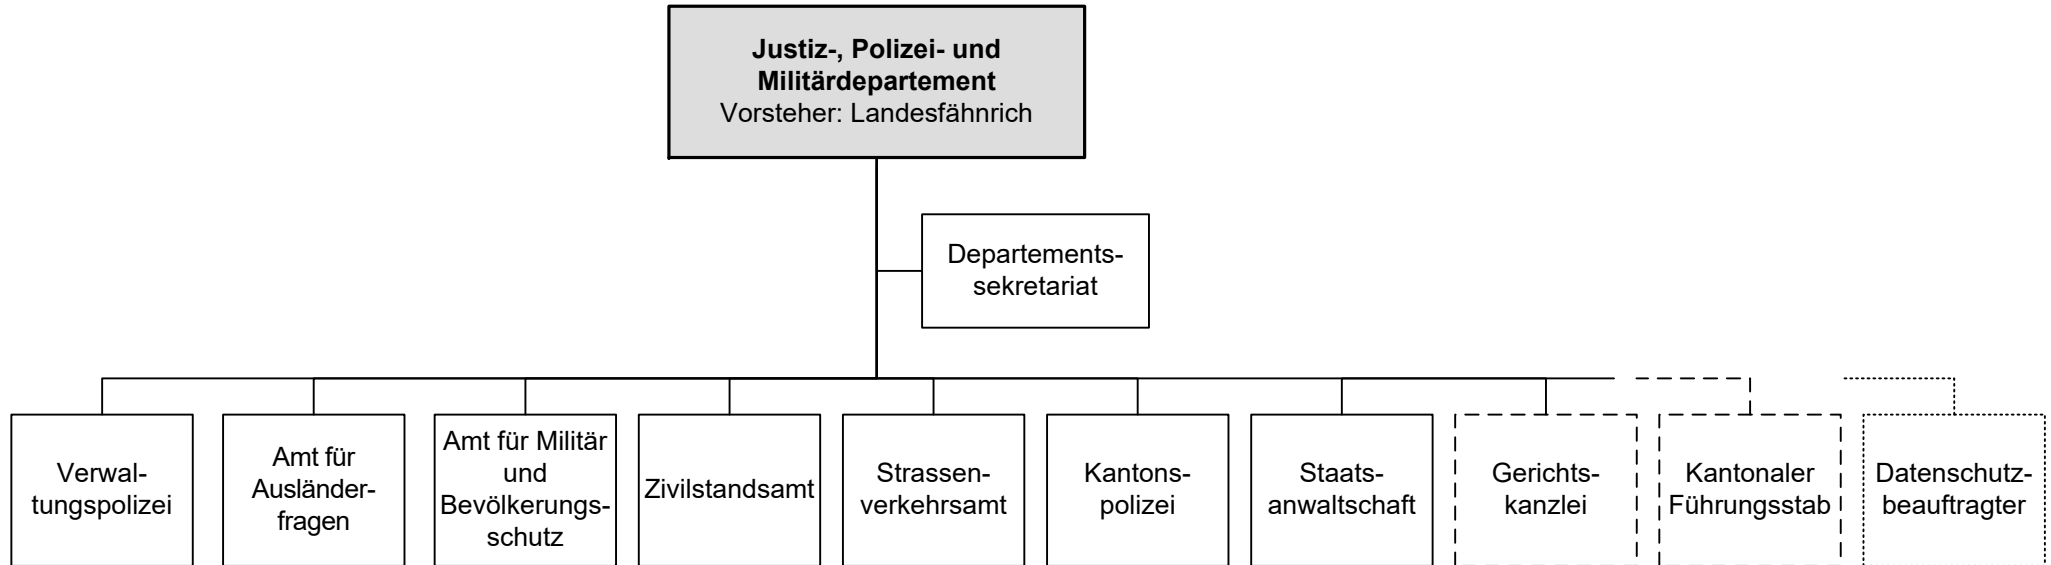 Justiz-, Polizei- und
Militärdepartement
Vorsteher: Landesfähnrich
Departements-
sekretariat
Verwal-
tungspolizei
Amt für
Ausländer-
fragen
Amt für Militär
und
Bevölkerungs-
schutz
Zivilstandsamt
Strassen-
verkehrsamt
Kantons-
polizei
Staats-
anwaltschaft
Gerichts-
kanzlei
Kantonaler
Führungsstab
Datenschutz-
beauftragter